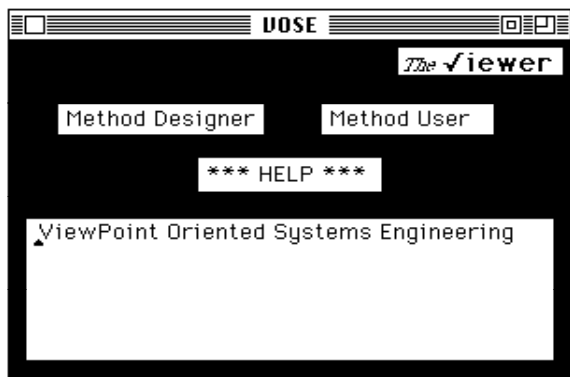 VOSE
The √iewer
Method Designer Method User
*** HELP ***
ViewPoint Oriented Systems Engineering